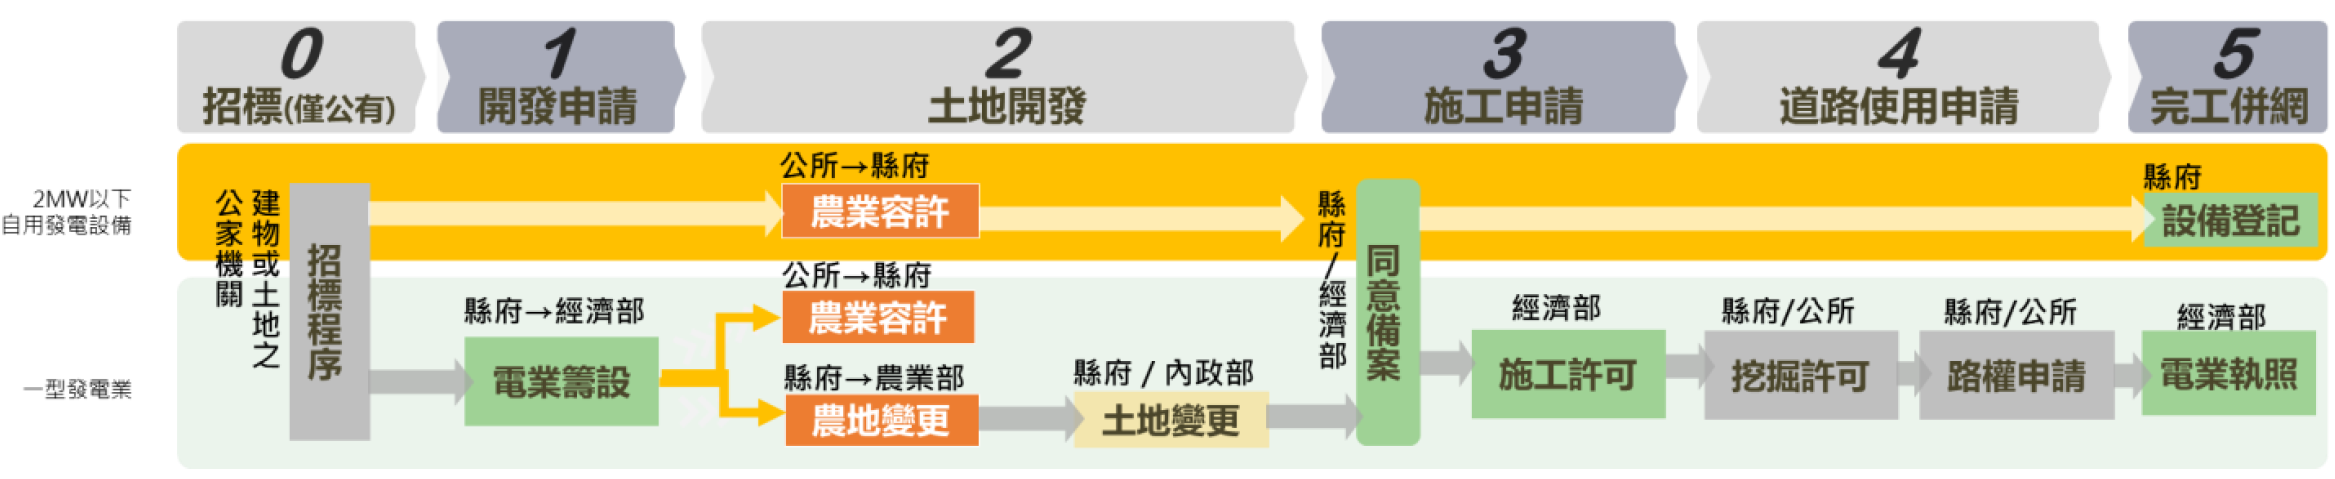 0
招標(僅公有)
1
開發申請
2
土地開發
3
施工申請
4
道路使用申請
5
完工併網
2MW以下
自用發電設備
建物或土地之
公家機關
招標程序
公所→縣府
農業容許
縣府/經濟部
同意備案
縣府
設備登記
一型發電業
縣府→經濟部
電業籌設
公所→縣府
農業容許
縣府→農業部
農地變更
縣府 / 內政部
土地變更
經濟部
施工許可
縣府/公所
挖掘許可
縣府/公所
路權申請
經濟部
電業執照